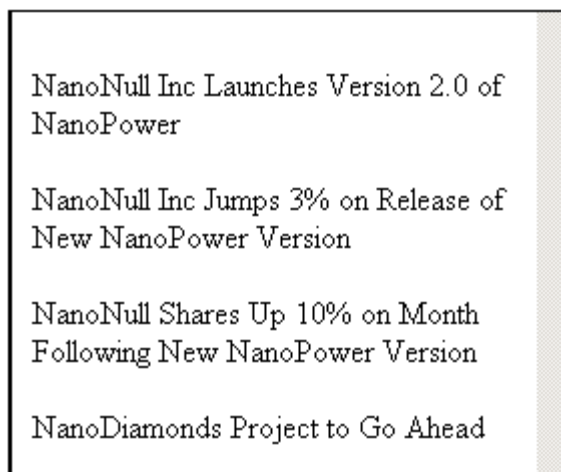 NanoNull Inc Launches Version 2.0 of
NanoPower
NanoNull Inc Jumps 3% on Release of
New NanoPower Version
NanoNull Shares Up 10% on Month
Following New NanoPower Version
NanoDiamonds Project to Go Ahead